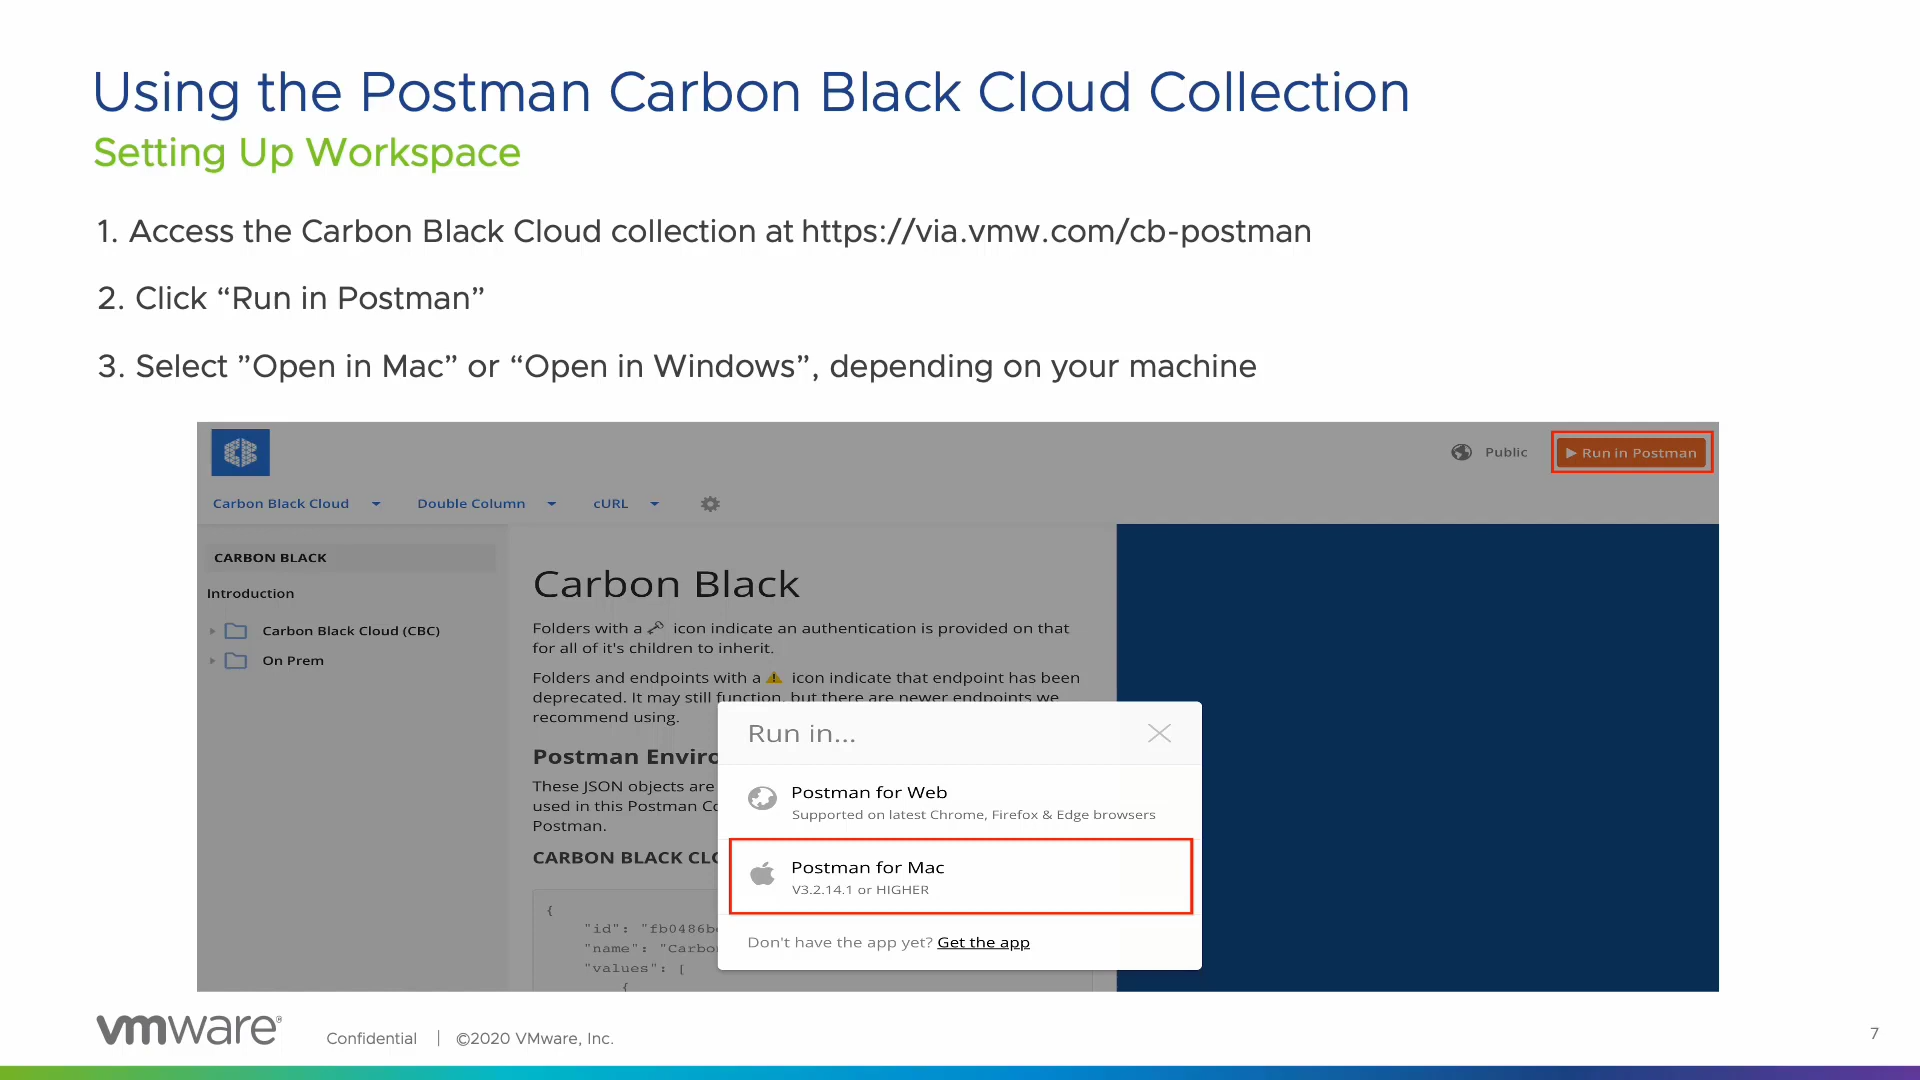 Using the Postman Carbon Black Cloud Collection
Setting Up Workspace
1. Access the Carbon Black Cloud collection at https://via.vmw.com/cb-postman
2. Click “Run in Postman”
3. Select ”Open in Mac” or “Open in Windows”, depending on your machine
Public
Run in Postman
Carbon Black Cloud
Double Column
cURL
CARBON BLACK
Introduction
Carbon Black Cloud (CBC)
On Prem
Carbon Black
Folders with a icon indicate an authentication is provided on that
for all of it's children to inherit.
Folders and endpoints with a icon indicate that endpoint has been
deprecated. It may still function, but there are newer endpoints we
recommend using.
Postman Enviro
These JSON objects are
used in this Postman Co
Postman.
CARBON BLACK CLO
{
"id": "fb0486b
"name": "Carbo
"values": [
{
Run in...
Postman for Web
Supported on latest Chrome, Firefox & Edge browsers
Postman for Mac
V3.2.14.1 or HIGHER
Don't have the app yet? Get the app
vmware®
Confidential | ©2020 VMware, Inc.
7